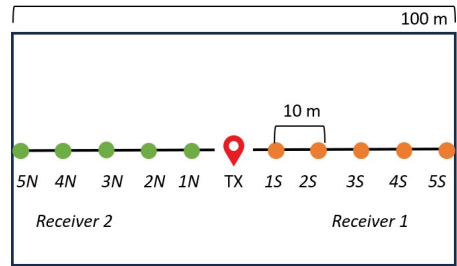 100 m
10 m
5N 4N 3N 2N 1N TX 1S 2S 3S 4S 5S
Receiver 2 Receiver 1